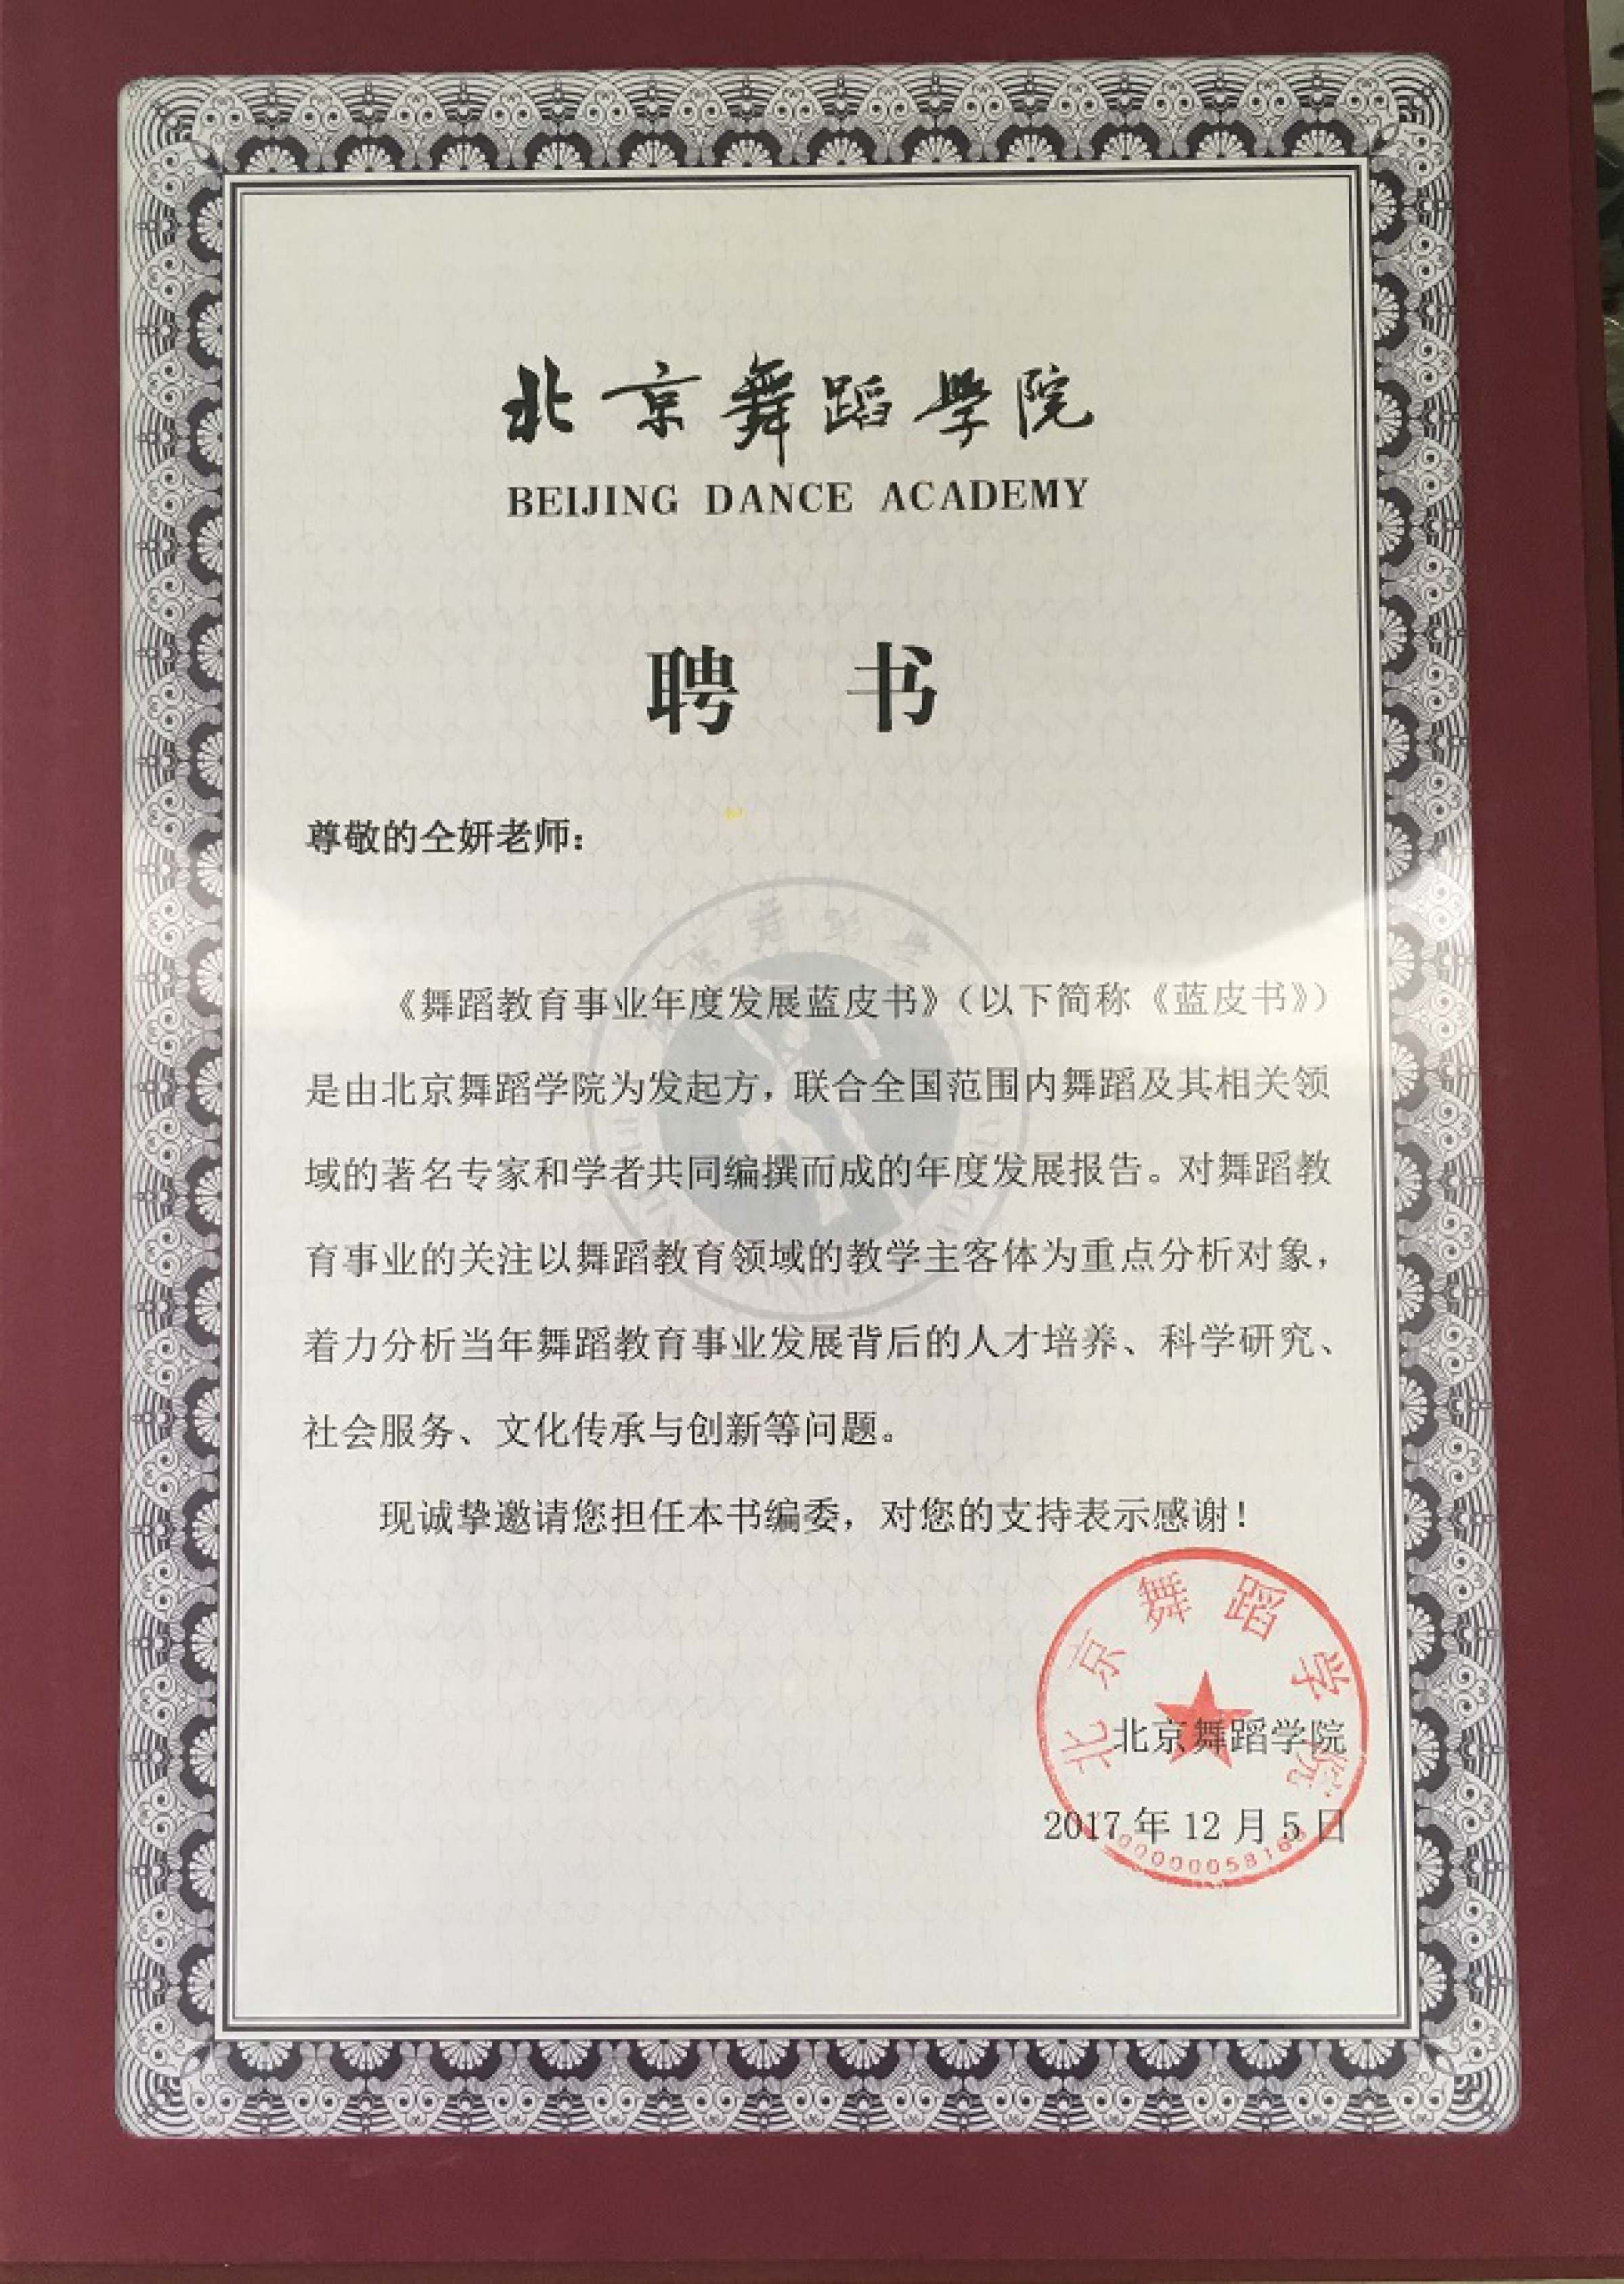 北京舞蹈學院
BEIJING DANCE ACADEMY
聘 书
尊敬的仝妍老师：
《舞蹈教育事业年度发展蓝皮书》（以下简称《蓝皮书》）
是由北京舞蹈学院为发起方，联合全国范围内舞蹈及其相关领
域的著名专家和学者共同编撰而成的年度发展报告。对舞蹈教
育事业的关注以舞蹈教育领域的教学主客体为重点分析对象，
着力分析当年舞蹈教育事业发展背后的人才培养、科学研究、
社会服务、文化传承与创新等问题。
现诚挚邀请您担任本书编委，对您的支持表示感谢！
北京舞蹈学院
北京舞蹈学院
2017 年 12 月 5 日